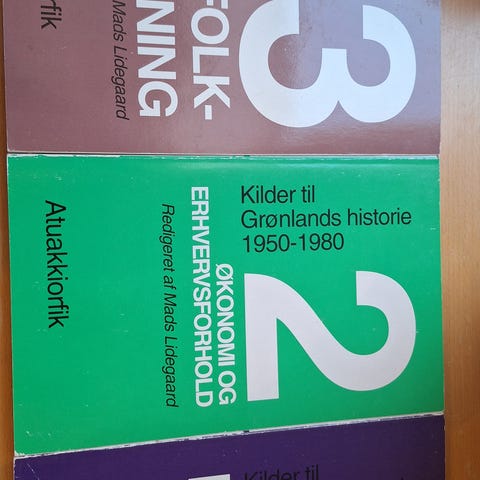 3
FOLK-
NING
Mads Lidegaard
Kilder til
Grønlands historie
1950-1980
2
ØKONOMI OG
ERHVERVSFORHOLD
Redigeret af Mads Lidegaard
Atuakkiorfik
Kilder til